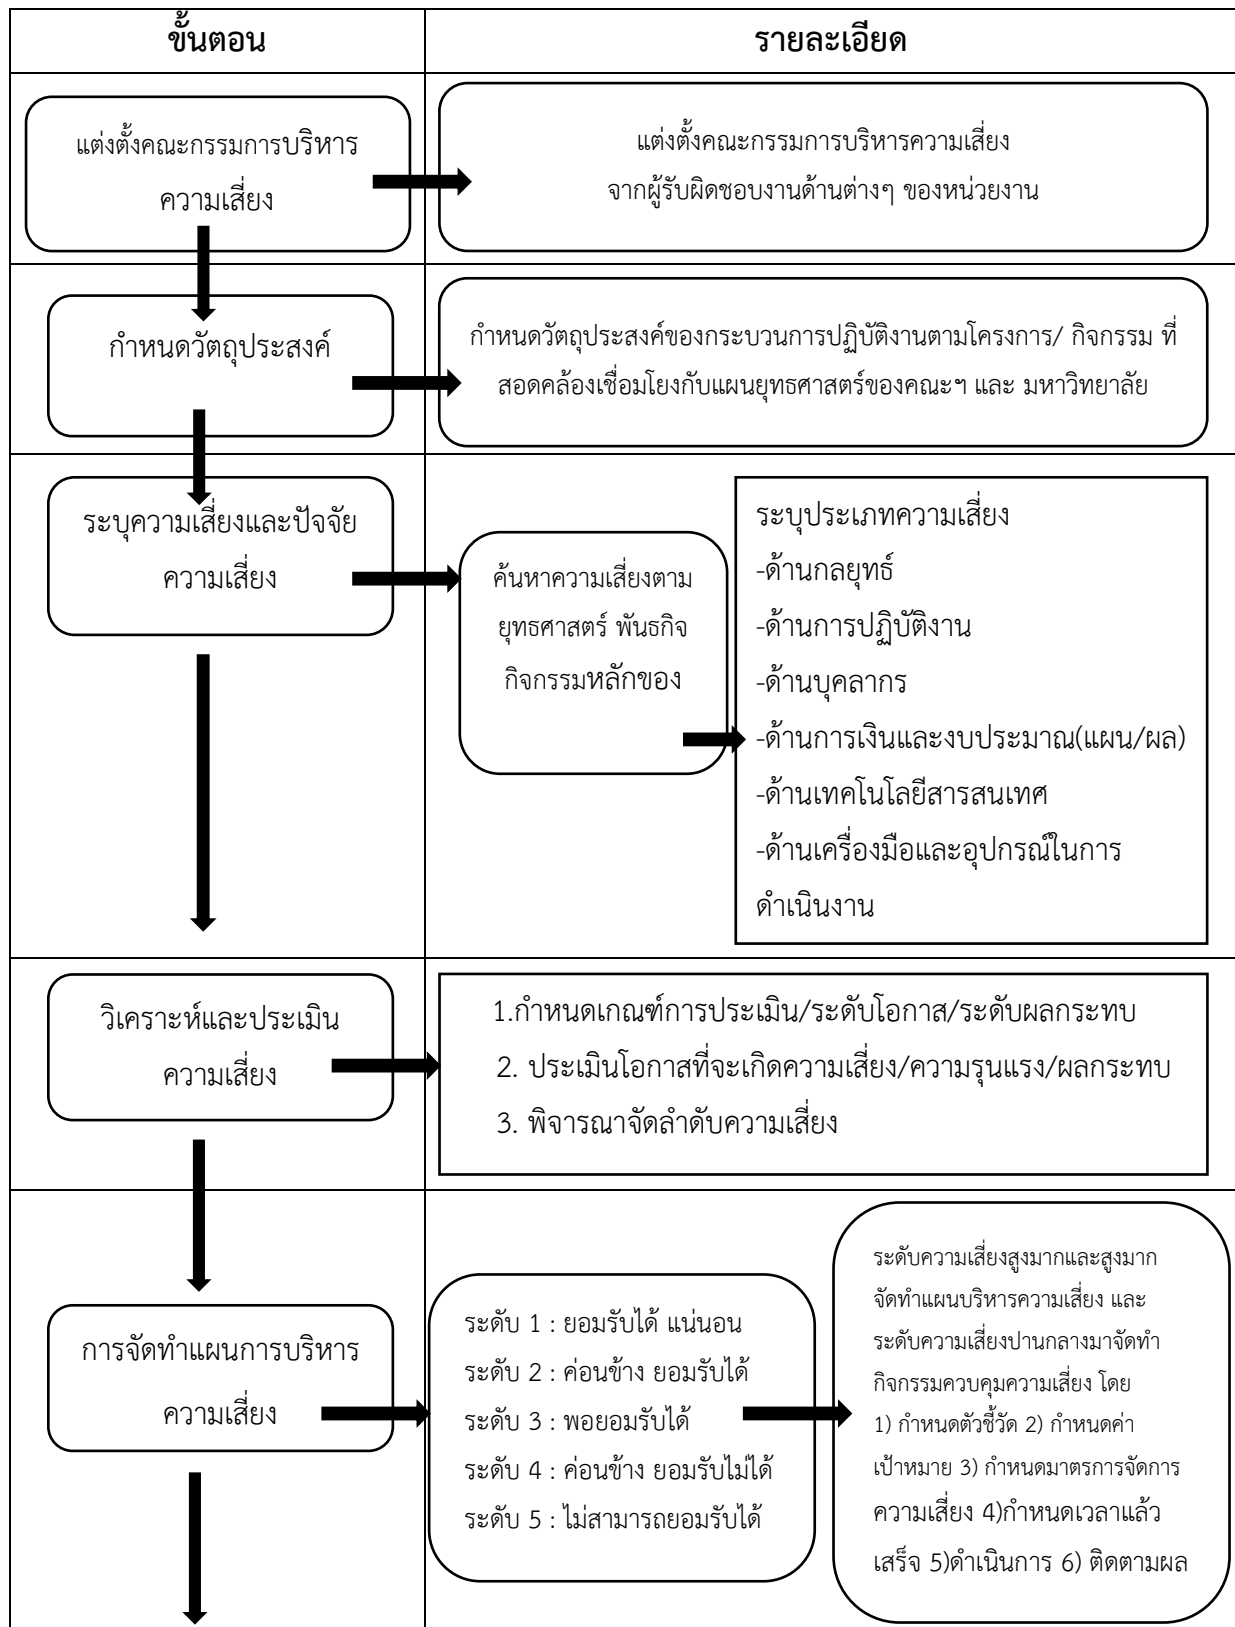 ขั้นตอน
รายละเอียด
แต่งตั้งคณะกรรมการบริหาร
ความเสี่ยง
แต่งตั้งคณะกรรมการบริหารความเสี่ยง
จากผู้รับผิดชอบงานด้านต่างๆ ของหน่วยงาน
กำหนดวัตถุประสงค์
กำหนดวัตถุประสงค์ของกระบวนการปฏิบัติงานตามโครงการ/ กิจกรรม ที่
สอดคล้องเชื่อมโยงกับแผนยุทธศาสตร์ของคณะฯ และ มหาวิทยาลัย
ระบุความเสี่ยงและปัจจัย
ความเสี่ยง
ค้นหาความเสี่ยงตาม
ยุทธศาสตร์ พันธกิจ
กิจกรรมหลักของ
ระบุประเภทความเสี่ยง
-ด้านกลยุทธ์
-ด้านการปฏิบัติงาน
-ด้านบุคลากร
-ด้านการเงินและงบประมาณ(แผน/ผล)
-ด้านเทคโนโลยีสารสนเทศ
-ด้านเครื่องมือและอุปกรณ์ในการ
ดำเนินงาน
วิเคราะห์และประเมิน
ความเสี่ยง
1.กำหนดเกณฑ์การประเมิน/ระดับโอกาส/ระดับผลกระทบ
2. ประเมินโอกาสที่จะเกิดความเสี่ยง/ความรุนแรง/ผลกระทบ
3. พิจารณาจัดลำดับความเสี่ยง
การจัดทำแผนการบริหาร
ความเสี่ยง
ระดับ 1 : ยอมรับได้ แน่นอน
ระดับ 2 : ค่อนข้าง ยอมรับได้
ระดับ 3 : พอยอมรับได้
ระดับ 4 : ค่อนข้าง ยอมรับไม่ได้
ระดับ 5 : ไม่สามารถยอมรับได้
ระดับความเสี่ยงสูงมากและสูงมาก
จัดทำแผนบริหารความเสี่ยง และ
ระดับความเสี่ยงปานกลางมาจัดทำ
กิจกรรมควบคุมความเสี่ยง โดย
1) กำหนดตัวชี้วัด 2) กำหนดค่า
เป้าหมาย 3) กำหนดมาตรการจัดการ
ความเสี่ยง 4)กำหนดเวลาแล้ว
เสร็จ 5)ดำเนินการ 6) ติดตามผล